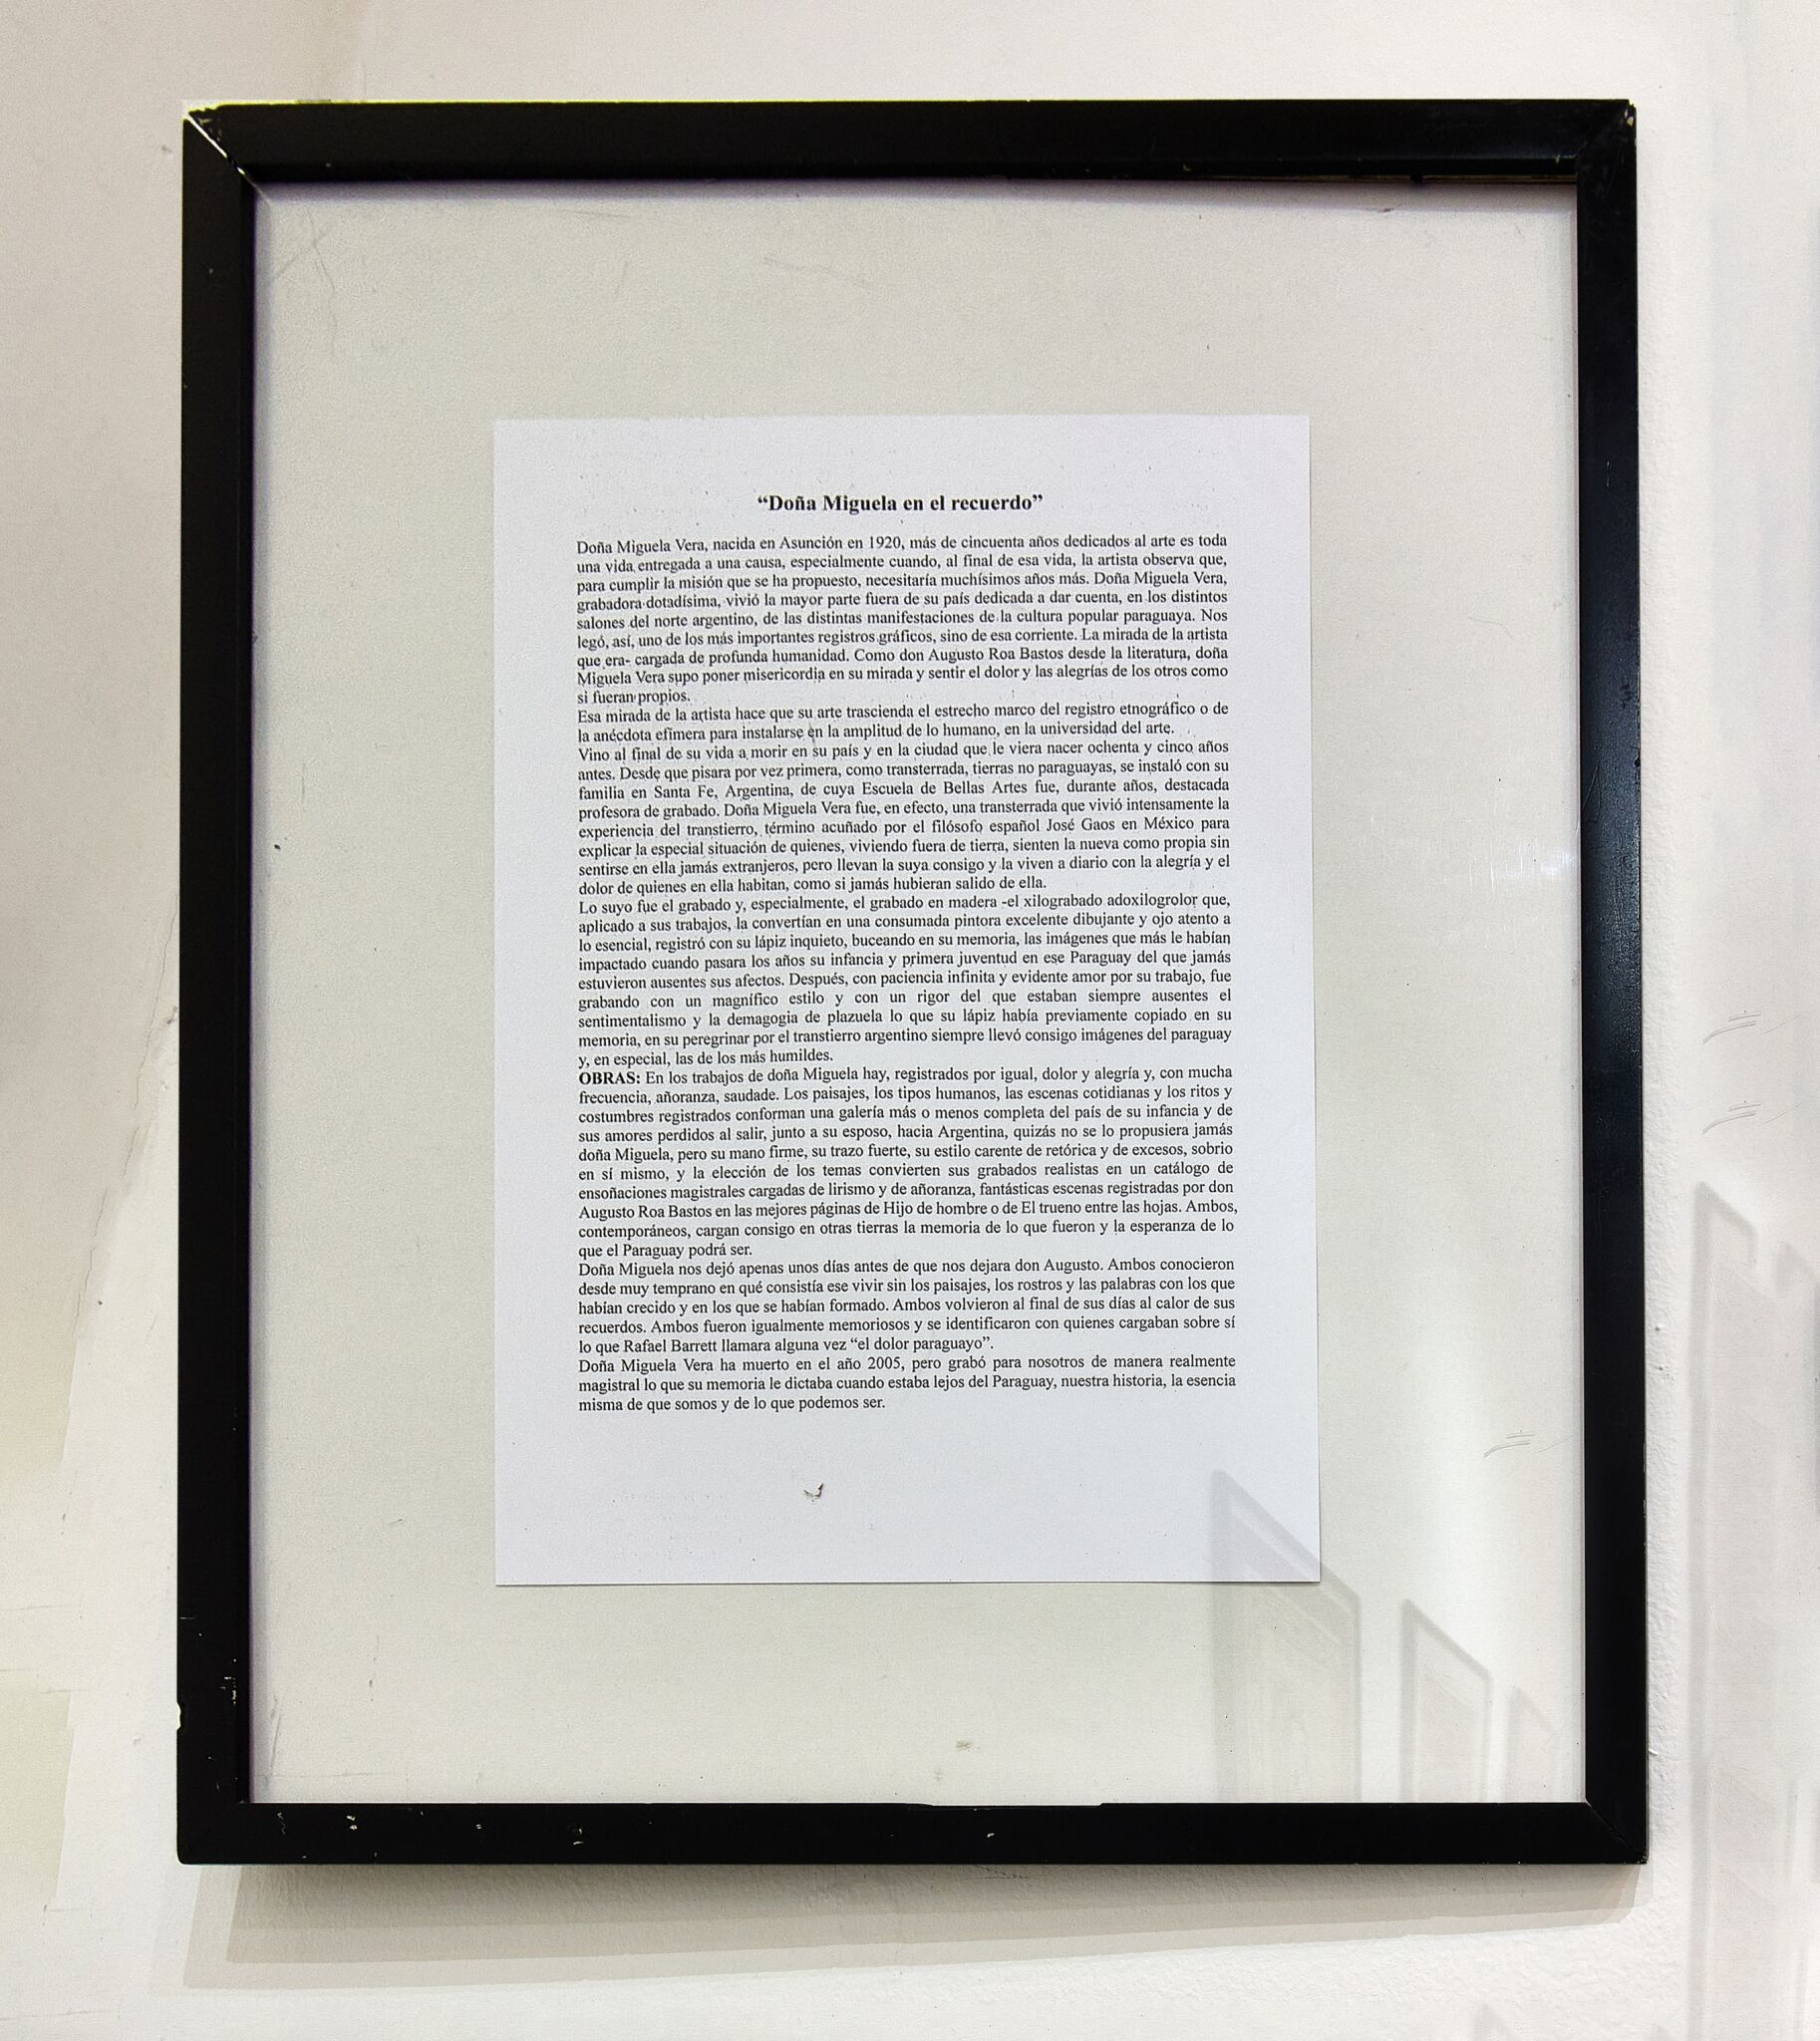 “Doña Miguela en el recuerdo”
Doña Miguela Vera, nacida en Asunción en 1920, más de cincuenta años dedicados al arte es toda
una vida entregada a una causa, especialmente cuando, al final de esa vida, la artista observa que,
para cumplir la misión que se ha propuesto, necesitaría muchísimos años más. Doña Miguela Vera,
grabadora dotadísima, vivió la mayor parte fuera de su país dedicada a dar cuenta, en los distintos
salones del norte argentino, de las distintas manifestaciones de la cultura popular paraguaya. Nos
legó, así, uno de los más importantes registros gráficos, sino de esa corriente. La mirada de la artista
que era- cargada de profunda humanidad. Como don Augusto Roa Bastos desde la literatura, doña
Miguela Vera supo poner misericordia en su mirada y sentir el dolor y las alegrías de los otros como
si fueran propios.
Esa mirada de la artista hace que su arte trascienda el estrecho marco del registro etnográfico o de
la anécdota efímera para instalarse en la amplitud de lo humano, en la universidad del arte.
Vino al final de su vida a morir en su país y en la ciudad que le viera nacer ochenta y cinco años
antes. Desde que pisara por vez primera, como transterrada, tierras no paraguayas, se instaló con su
familia en Santa Fe, Argentina, de cuya Escuela de Bellas Artes fue, durante años, destacada
profesora de grabado. Doña Miguela Vera fue, en efecto, una transterrada que vivió intensamente la
experiencia del transtierro, término acuñado por el filósofo español José Gaos en México para
explicar la especial situación de quienes, viviendo fuera de tierra, sienten la nueva como propia sin
sentirse en ella jamás extranjeros, pero llevan la suya consigo y la viven a diario con la alegría y el
dolor de quienes en ella habitan, como si jamás hubieran salido de ella.
Lo suyo fue el grabado y, especialmente, el grabado en madera -el xilograbado adoxilogrolor que,
aplicado a sus trabajos, la convertían en una consumada pintora excelente dibujante y ojo atento a
lo esencial, registró con su lápiz inquieto, buceando en su memoria, las imágenes que más le habían
impactado cuando pasara los años su infancia y primera juventud en ese Paraguay del que jamás
estuvieron ausentes sus afectos. Después, con paciencia infinita y evidente amor por su trabajo, fue
grabando con un magnífico estilo y con un rigor del que estaban siempre ausentes el
sentimentalismo y la demagogia de plazuela lo que su lápiz había previamente copiado en su
memoria, en su peregrinar por el transtierro argentino siempre llevó consigo imágenes del paraguay
y, en especial, las de los más humildes.
OBRAS: En los trabajos de doña Miguela hay, registrados por igual, dolor y alegría y, con mucha
frecuencia, añoranza, saudade. Los paisajes, los tipos humanos, las escenas cotidianas y los ritos y
costumbres registrados conforman una galería más o menos completa del país de su infancia y de
sus amores perdidos al salir, junto a su esposo, hacia Argentina, quizás no se lo propusiera jamás
doña Miguela, pero su mano firme, su trazo fuerte, su estilo carente de retórica y de excesos, sobrio
en sí mismo, y la elección de los temas convierten sus grabados realistas en un catálogo de
ensoñaciones magistrales cargadas de lirismo y de añoranza, fantásticas escenas registradas por don
Augusto Roa Bastos en las mejores páginas de Hijo de hombre o de El trueno entre las hojas. Ambos,
contemporáneos, cargan consigo en otras tierras la memoria de lo que fueron y la esperanza de lo
que el Paraguay podrá ser.
Doña Miguela nos dejó apenas unos días antes de que nos dejara don Augusto. Ambos conocieron
desde muy temprano en qué consistía ese vivir sin los paisajes, los rostros y las palabras con los que
habían crecido y en los que se habían formado. Ambos volvieron al final de sus días al calor de sus
recuerdos. Ambos fueron igualmente memoriosos y se identificaron con quienes cargaban sobre sí
lo que Rafael Barrett llamara alguna vez “el dolor paraguayo”.
Doña Miguela Vera ha muerto en el año 2005, pero grabó para nosotros de manera realmente
magistral lo que su memoria le dictaba cuando estaba lejos del Paraguay, nuestra historia, la esencia
misma de que somos y de lo que podemos ser.